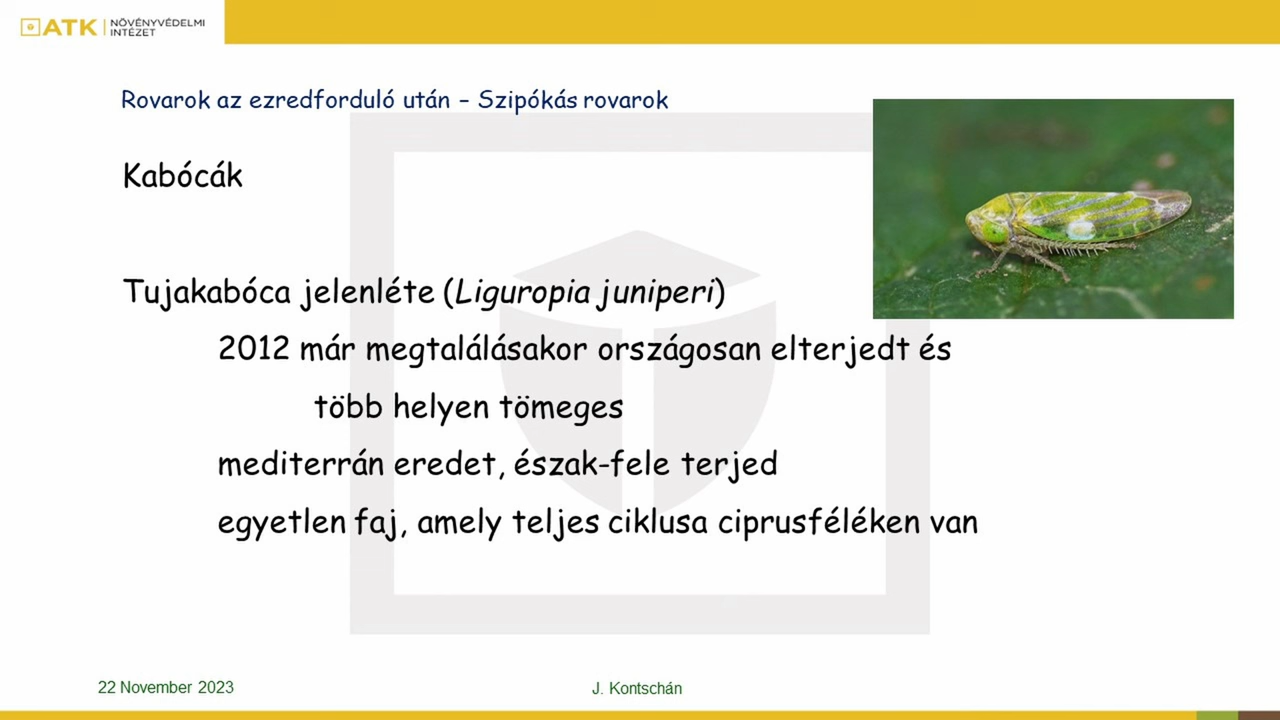 ATK NÖVÉNYVÉDELMI
INTÉZET
Rovarok az ezredforduló után – Szipókás rovarok
Kabócák
Tujakabóca jelenléte (Liguropia juniperi)
2012 már megtalálásakor országosan elterjedt és
több helyen tömeges
mediterrán eredet, észak-fele terjed
egyetlen faj, amely teljes ciklusa ciprusféléken van
22 November 2023
J. Kontschán